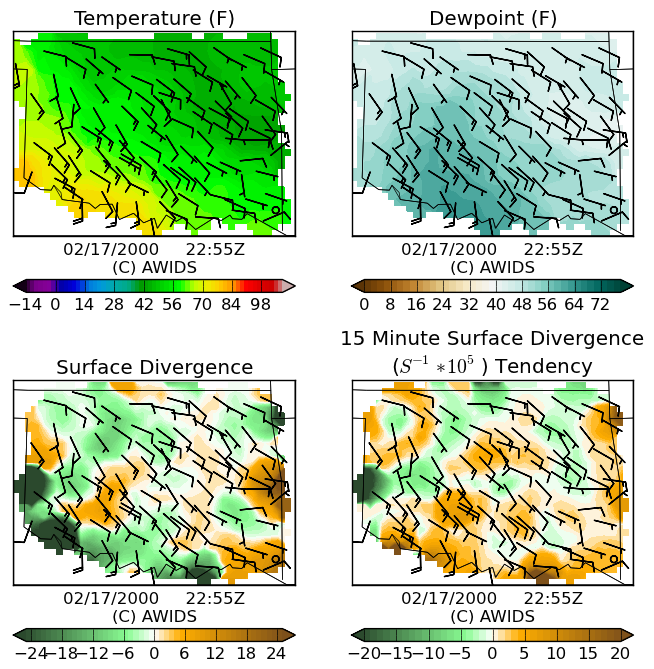 Temperature (F)
Dewpoint (F)
02/17/2000 22:55Z
(C) AWIDS
02/17/2000 22:55Z
(C) AWIDS
−14 0 14 28 42 56 70 84 98
0 8 16 24 32 40 48 56 64 72
Surface Divergence
15 Minute Surface Divergence
(S⁻¹ *10⁵ ) Tendency
02/17/2000 22:55Z
(C) AWIDS
02/17/2000 22:55Z
(C) AWIDS
−24 −18 −12 −6 0 6 12 18 24
−20 −15 −10 −5 0 5 10 15 20